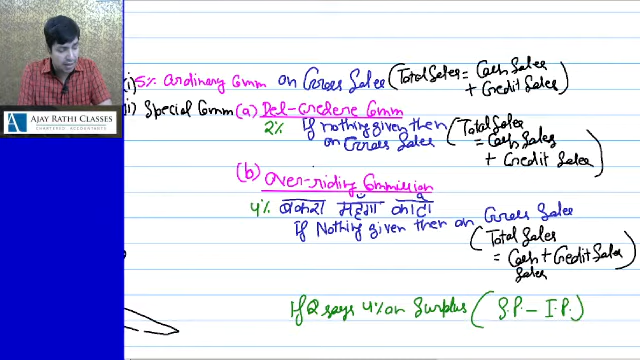 (i) 5% Ordinary Comm on Gross Sales (Total Sales = Cash Sales
+ Credit Sales)
AJAY RATHI CLASSES
CHARTERED ACCOUNTANTS
(ii) Special Comm (a) Del-Credere Comm
2% If nothing given then on Gross Sales (Total Sales
= Cash Sales
+ Credit Sales)
(b) Over-riding Commission
4% बकरा महँगा काटो
If Nothing given then on Gross Sales
(Total Sales
= Cash Sales + Credit Sales)
If Q says 4% on Surplus (S.P. - I.P.)